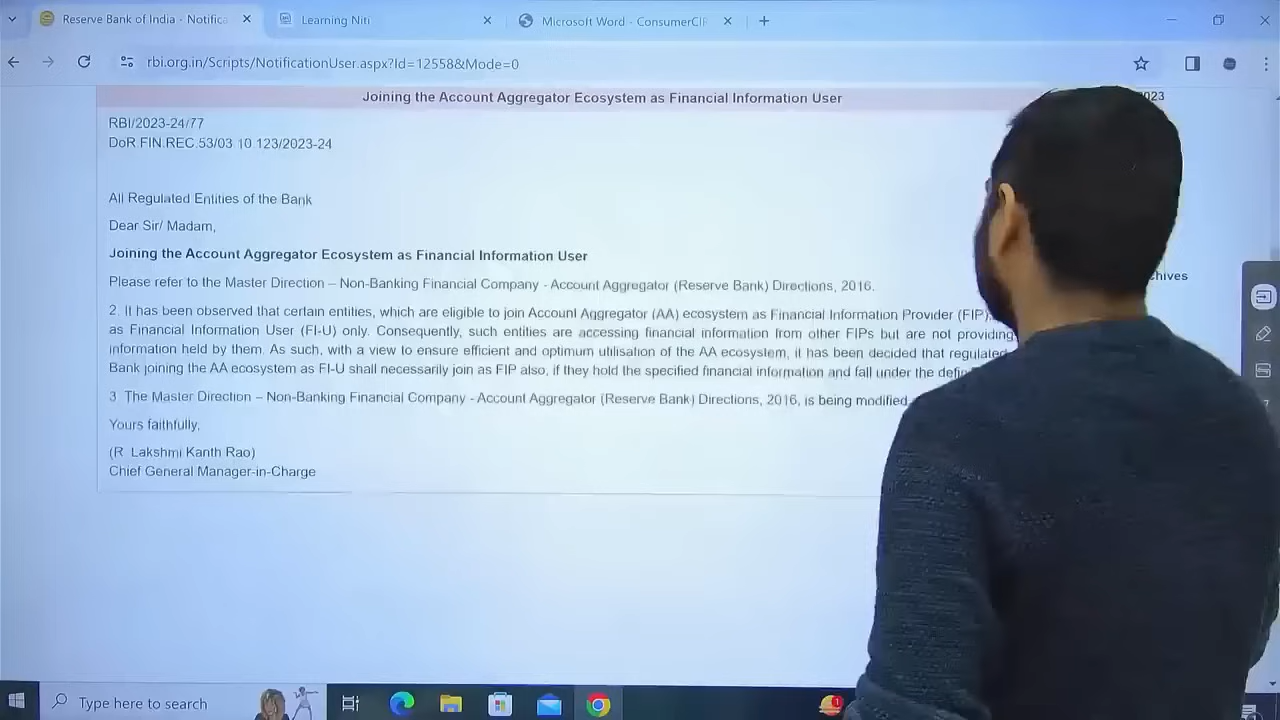 Reserve Bank of India - Notifica
Learning Niti
Microsoft Word - ConsumerCIF
rbi.org.in/Scripts/NotificationUser.aspx?Id=12558&Mode=0
Joining the Account Aggregator Ecosystem as Financial Information User
2023
RBI/2023-24/77
DoR FIN.REC.53/03 10 123/2023-24
All Regulated Entities of the Bank
Dear Sir/ Madam,
Joining the Account Aggregator Ecosystem as Financial Information User
chives
Please refer to the Master Direction – Non-Banking Financial Company - Account Aggregator (Reserve Bank) Directions, 2016.
2. It has been observed that certain entities, which are eligible to join Account Aggregator (AA) ecosystem as Financial Information Provider (FIP),
as Financial Information User (FI-U) only. Consequently, such entities are accessing financial information from other FIPs but are not providing
information held by them. As such, with a view to ensure efficient and optimum utilisation of the AA ecosystem, it has been decided that regulated
Bank joining the AA ecosystem as FI-U shall necessarily join as FIP also, if they hold the specified financial information and fall under the defin
3 The Master Direction – Non-Banking Financial Company - Account Aggregator (Reserve Bank) Directions, 2016, is being modified
Yours faithfully,
(R Lakshmi Kanth Rao)
Chief General Manager-in-Charge
Type here to search
1